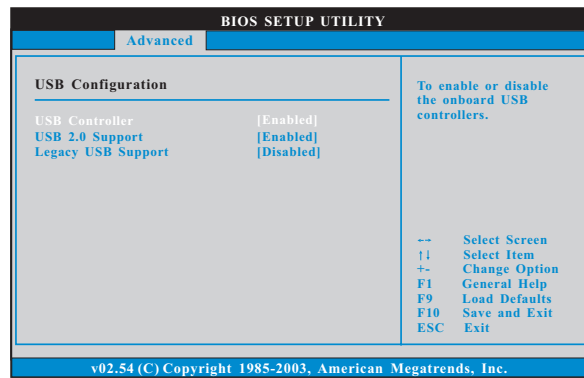 BIOS SETUP UTILITY
Advanced
USB Configuration
USB Controller [Enabled]
USB 2.0 Support [Enabled]
Legacy USB Support [Disabled]
To enable or disable
the onboard USB
controllers.
←→ Select Screen
↑↓ Select Item
+- Change Option
F1 General Help
F9 Load Defaults
F10 Save and Exit
ESC Exit
v02.54 (C) Copyright 1985-2003, American Megatrends, Inc.